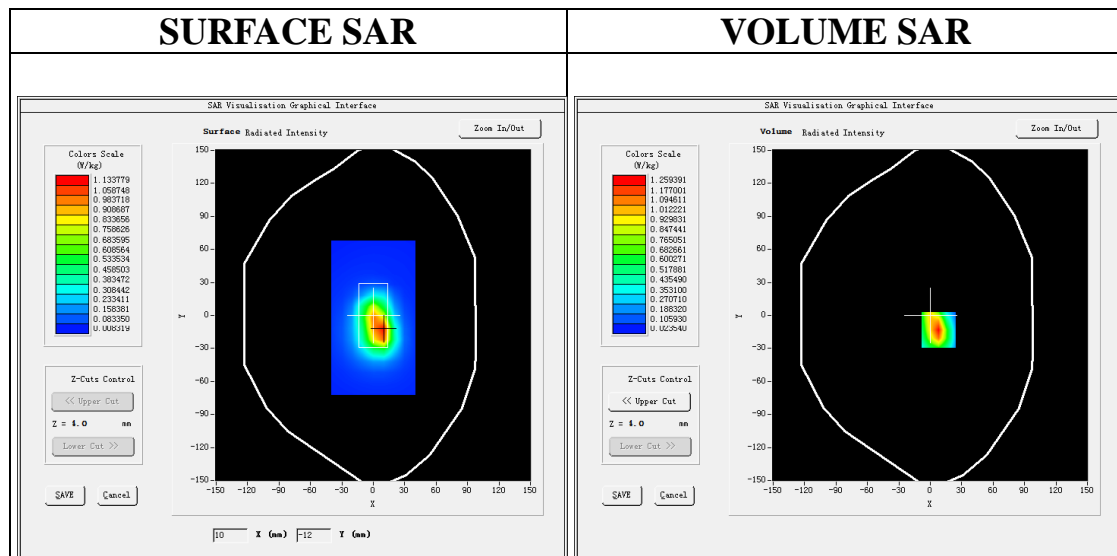 SURFACE SAR
VOLUME SAR
SAR Visualisation Graphical Interface
Surface Radiated Intensity
Zoom In/Out
Colors Scale
(W/kg)
1.133779
1.058748
0.983718
0.908687
0.833656
0.758626
0.683595
0.608564
0.533534
0.458503
0.383472
0.308442
0.233411
0.158381
0.083350
0.008319
150
120
90
60
30
0
-30
-60
-90
-120
-150
Y
-150 -120 -90 -60 -30 0 30 60 90 120 150
X
Z-Cuts Control
<< Upper Cut
Z = 4.0 mm
Lower Cut >>
SAVE Cancel
10 X (mm) -12 Y (mm)
SAR Visualisation Graphical Interface
Volume Radiated Intensity
Zoom In/Out
Colors Scale
(W/kg)
1.259391
1.177001
1.094611
1.012221
0.929831
0.847441
0.765051
0.682661
0.600271
0.517881
0.435490
0.353100
0.270710
0.188320
0.105930
0.023540
150
120
90
60
30
0
-30
-60
-90
-120
-150
Y
-150 -120 -90 -60 -30 0 30 60 90 120 150
X
Z-Cuts Control
<< Upper Cut
Z = 4.0 mm
Lower Cut >>
SAVE Cancel